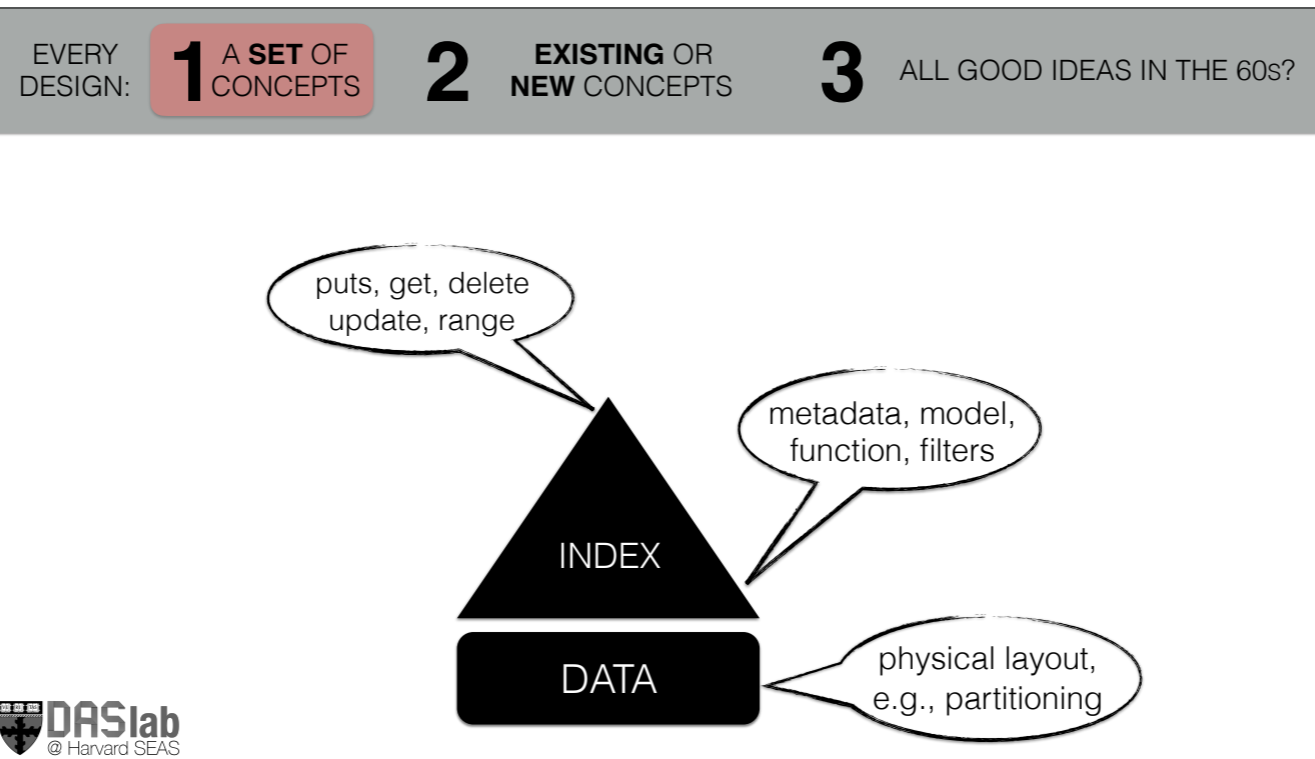 EVERY
DESIGN:
1
A SET OF
CONCEPTS
2
EXISTING OR
NEW CONCEPTS
3
ALL GOOD IDEAS IN THE 60s?
puts, get, delete
update, range
metadata, model,
function, filters
INDEX
DATA
physical layout,
e.g., partitioning
DASlab
@ Harvard SEAS